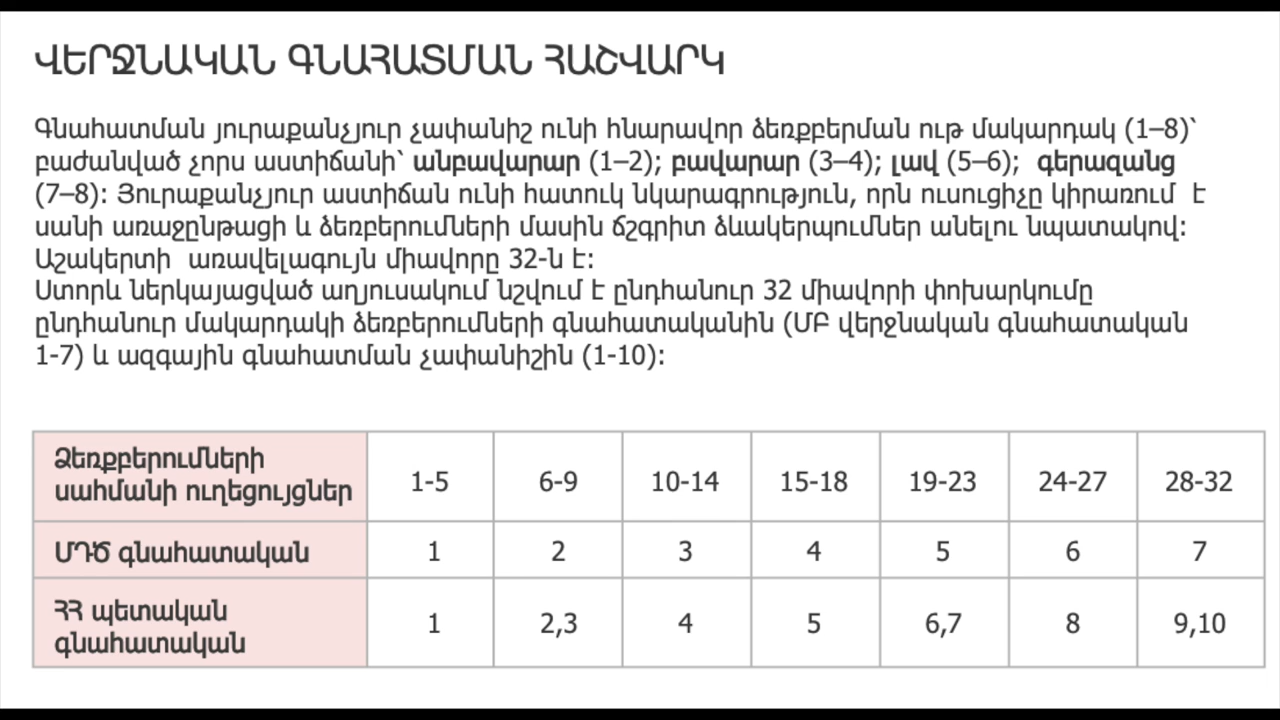 ՎԵՐՋՆԱԿԱՆ ԳՆԱՀԱՏՄԱՆ ՀԱՇՎԱՐԿ
Գնահատման յուրաքանչյուր չափանիշ ունի հնարավոր ձեռքբերման ութ մակարդակ (1–8)՝
բաժանված չորս աստիճանի՝ անբավարար (1–2); բավարար (3–4); լավ (5–6); գերազանց
(7–8)։ Յուրաքանչյուր աստիճան ունի հատուկ նկարագրություն, որն ուսուցիչը կիրառում է
սանի առաջընթացի և ձեռբերումների մասին ճշգրիտ ձևակերպումներ անելու նպատակով։
Աշակերտի առավելագույն միավորը 32-ն է։
Ստորև ներկայացված աղյուսակում նշվում է ընդհանուր 32 միավորի փոխարկումը
ընդհանուր մակարդակի ձեռբերումների գնահատականին (ՄԲ վերջնական գնահատական
1-7) և ազգային գնահատման չափանիշին (1-10)։
Ձեռքբերումների
սահմանի ուղեցույցներ 1-5 6-9 10-14 15-18 19-23 24-27 28-32
ՄԴԾ գնահատական 1 2 3 4 5 6 7
ՀՀ պետական
գնահատական 1 2,3 4 5 6,7 8 9,10